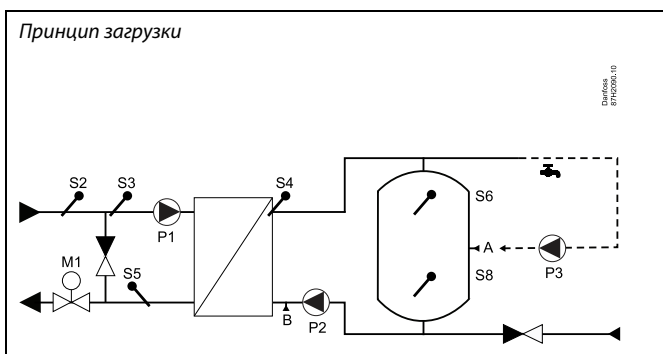 Принцип загрузки
Danfoss
87H2090.10
S2
S3
S4
S6
P1
A
P3
M1
S5
S8
B
P2